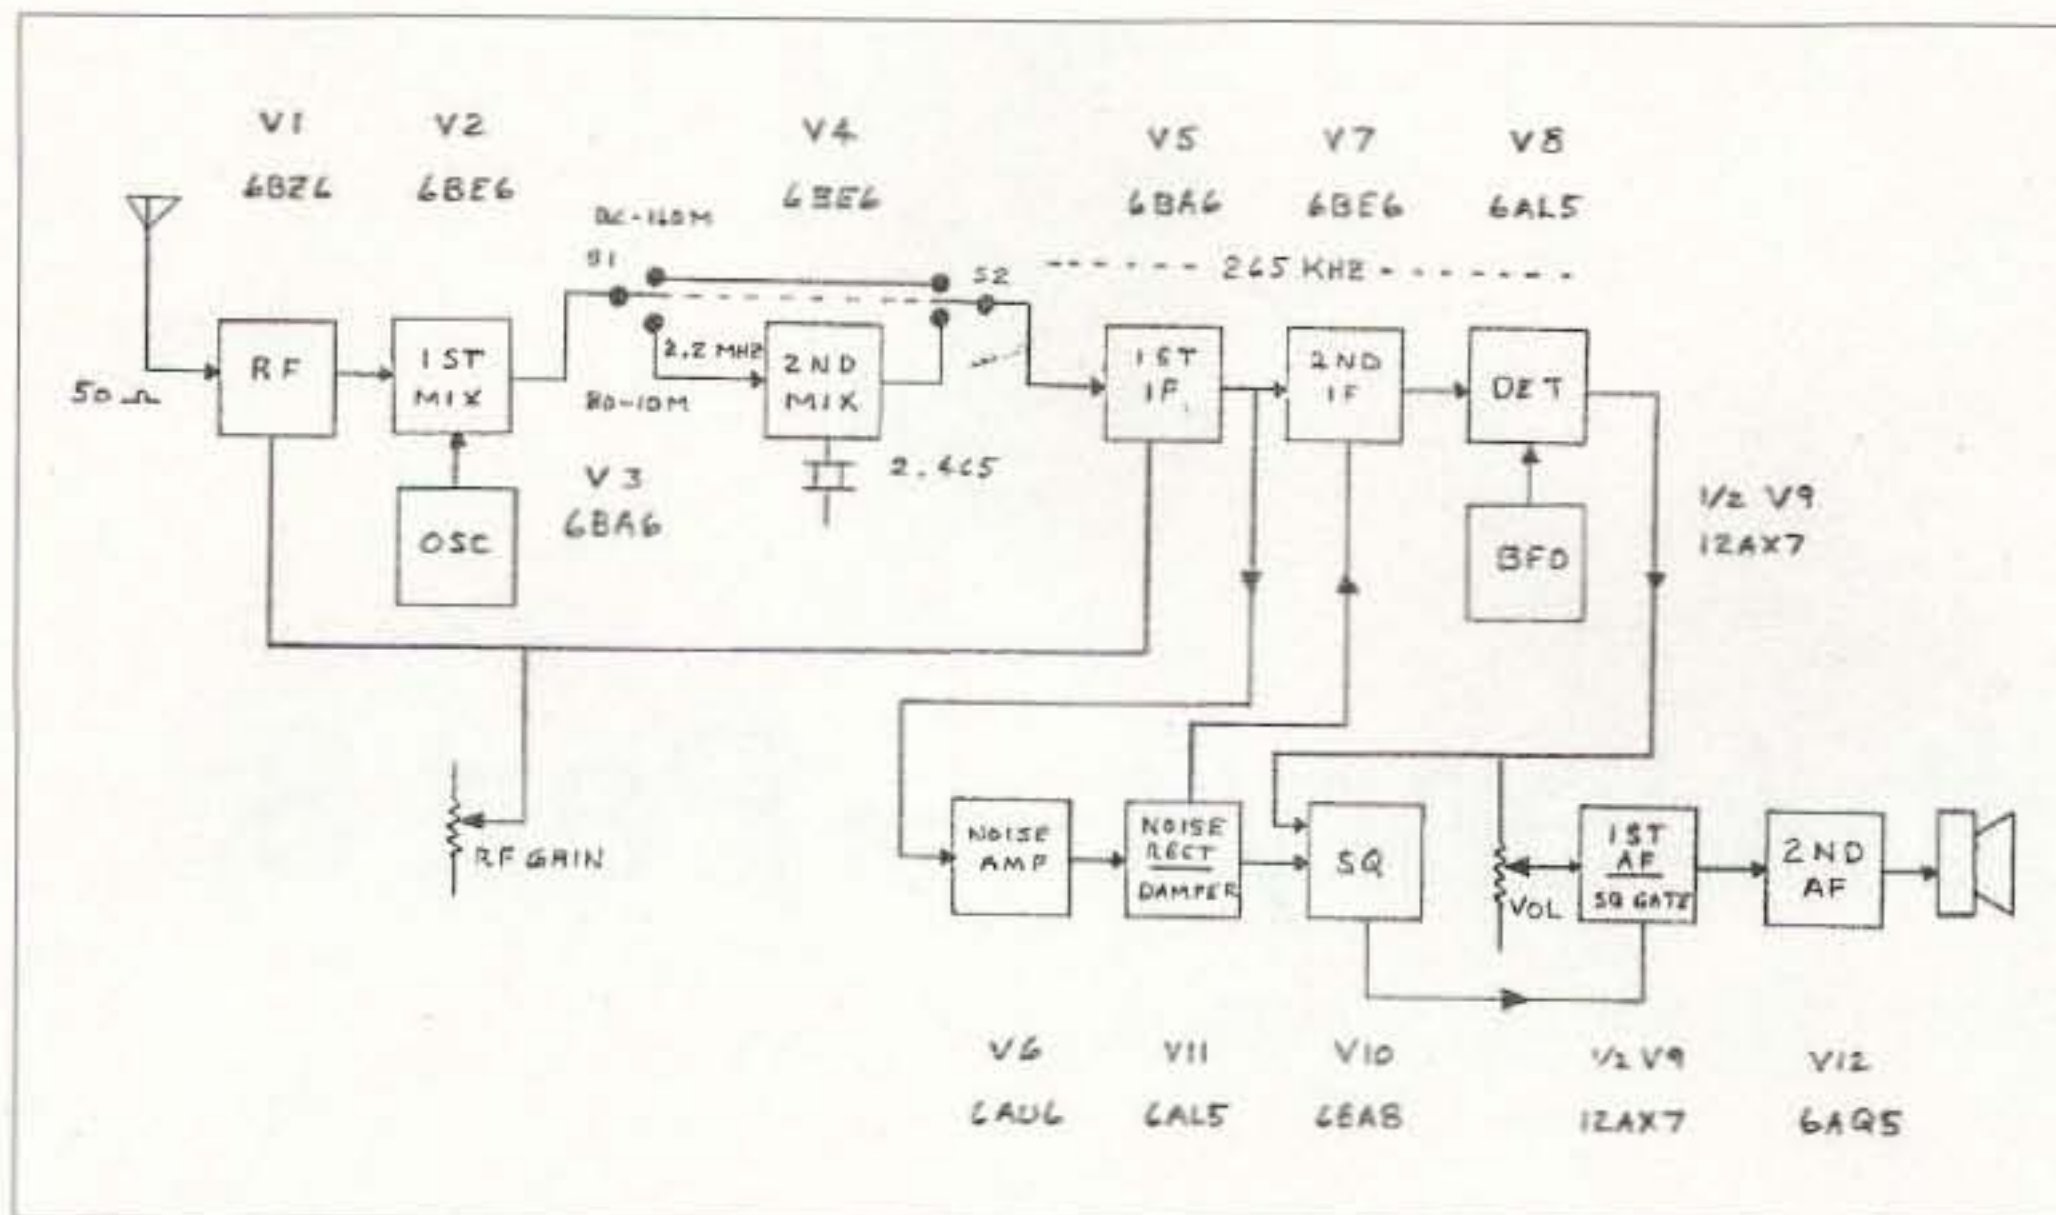 V1
6BZ6
V2
6BE6
V4
6BE6
V5
6BA6
V7
6BE6
V8
6AL5
BC-160M
S1
S2
- - - - - 265 KHZ - - - - - -
50
RF
1ST
MIX
2.2 MHZ
80-10M
2ND
MIX
2.465
1ST
IF
2ND
IF
DET
V3
6BA6
OSC
BFO
1/2 V9
12AX7
RF GAIN
NOISE
AMP
NOISE
RECT
DAMPER
SQ
VOL
1ST
AF
SQ GATE
2ND
AF
V6
6AU6
V11
6AL5
V10
6EA8
1/2 V9
12AX7
V12
6AQ5